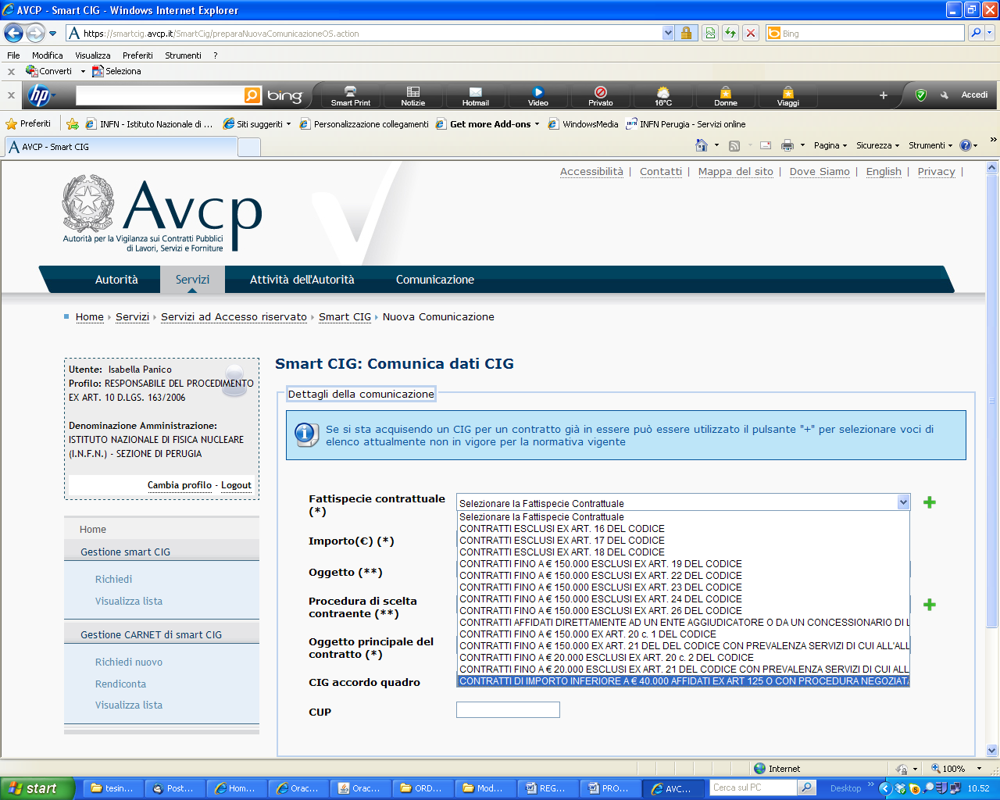 AVCP - Smart CIG - Windows Internet Explorer
https://smartcig.avcp.it/SmartCig/preparaNuovaComunicazioneOS.action
Bing
File Modifica Visualizza Preferiti Strumenti ?
x Converti Seleziona
x hp bing Smart Print Notizie Hotmail Video Privato 16°C Donne Viaggi + Accedi
Preferiti INFN - Istituto Nazionale di ... Siti suggeriti Personalizzazione collegamenti Get more Add-ons WindowsMedia INFN Perugia - Servizi online
AVCP - Smart CIG Pagina Sicurezza Strumenti »
Accessibilità | Contatti | Mappa del sito | Dove Siamo | English | Privacy |
Avcp
Autorità per la Vigilanza sui Contratti Pubblici
di Lavori, Servizi e Forniture
Autorità Servizi Attività dell'Autorità Comunicazione
Home Servizi Servizi ad Accesso riservato Smart CIG Nuova Comunicazione
Utente: Isabella Panico
Profilo: RESPONSABILE DEL PROCEDIMENTO
EX ART. 10 D.LGS. 163/2006
Denominazione Amministrazione:
ISTITUTO NAZIONALE DI FISICA NUCLEARE
(I.N.F.N.) - SEZIONE DI PERUGIA
Cambia profilo - Logout
Home
Gestione smart CIG
Richiedi
Visualizza lista
Gestione CARNET di smart CIG
Richiedi nuovo
Rendiconta
Visualizza lista
Smart CIG: Comunica dati CIG
Dettagli della comunicazione
Se si sta acquisendo un CIG per un contratto già in essere può essere utilizzato il pulsante "+" per selezionare voci di
elenco attualmente non in vigore per la normativa vigente
Fattispecie contrattuale
(*)
Selezionare la Fattispecie Contrattuale
Selezionare la Fattispecie Contrattuale
CONTRATTI ESCLUSI EX ART. 16 DEL CODICE
CONTRATTI ESCLUSI EX ART. 17 DEL CODICE
CONTRATTI ESCLUSI EX ART. 18 DEL CODICE
CONTRATTI FINO A € 150.000 ESCLUSI EX ART. 19 DEL CODICE
CONTRATTI FINO A € 150.000 ESCLUSI EX ART. 22 DEL CODICE
CONTRATTI FINO A € 150.000 ESCLUSI EX ART. 23 DEL CODICE
CONTRATTI FINO A € 150.000 ESCLUSI EX ART. 24 DEL CODICE
CONTRATTI FINO A € 150.000 ESCLUSI EX ART. 26 DEL CODICE
CONTRATTI AFFIDATI DIRETTAMENTE AD UN ENTE AGGIUDICATORE O DA UN CONCESSIONARIO DI L
CONTRATTI FINO A € 150.000 EX ART. 20 c. 1 DEL CODICE
CONTRATTI FINO A € 150.000 EX ART. 21 DEL DEL CODICE CON PREVALENZA SERVIZI DI CUI ALL'ALL
CONTRATTI FINO A € 20.000 ESCLUSI EX ART. 20 c. 2 DEL CODICE
CONTRATTI FINO A € 20.000 ESCLUSI EX ART. 21 DEL CODICE CON PREVALENZA SERVIZI DI CUI ALL
CONTRATTI DI IMPORTO INFERIORE A € 40.000 AFFIDATI EX ART 125 O CON PROCEDURA NEGOZIATA
Importo(€) (*)
Oggetto (**)
Procedura di scelta
contraente (**)
Oggetto principale del
contratto (*)
CIG accordo quadro
CUP
Internet 100%
start tesin... Post... Hom... Orac... Orac... ORD... Mod... REG... PRO... AVC... Cerca sul PC Desktop » 10.52